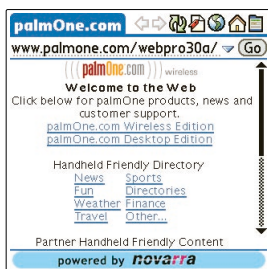 palmOne.com
www.palmone.com/webpro30a/ Go
palmOne.com wireless
Welcome to the Web
Click below for palmOne products, news and
customer support.
palmOne.com Wireless Edition
palmOne.com Desktop Edition
Handheld Friendly Directory
News Sports
Fun Directories
Weather Finance
Travel Other...
Partner Handheld Friendly Content
powered by novarra